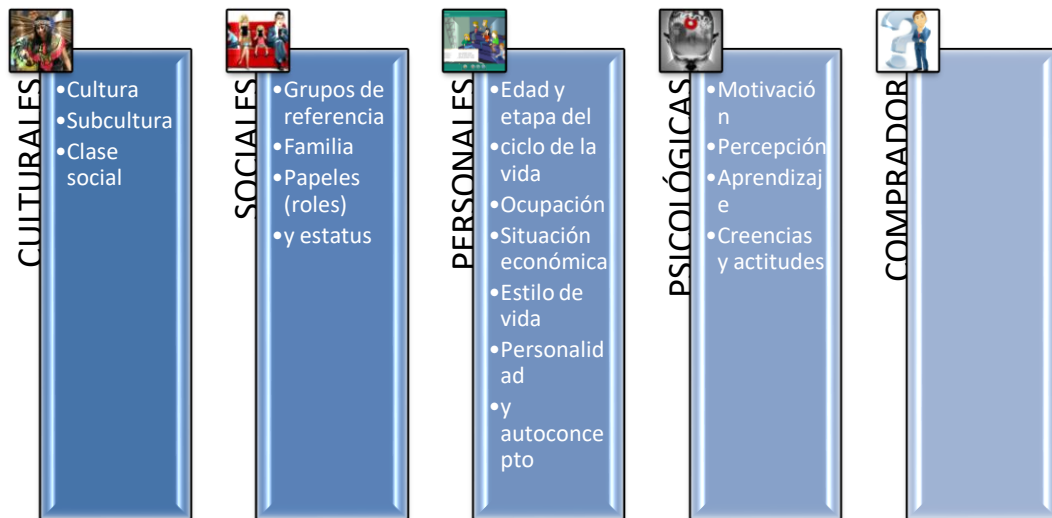 CULTURALES
•Cultura
•Subcultura
•Clase
social
SOCIALES
•Grupos de
referencia
•Familia
•Papeles
(roles)
•y estatus
PERSONALES
•Edad y
etapa del
•ciclo de la
vida
•Ocupación
•Situación
económica
•Estilo de
vida
•Personalid
ad
•y
autoconce
pto
PSICOLÓGICAS
•Motivació
n
•Percepción
•Aprendizaj
e
•Creencias
y actitudes
COMPRADOR